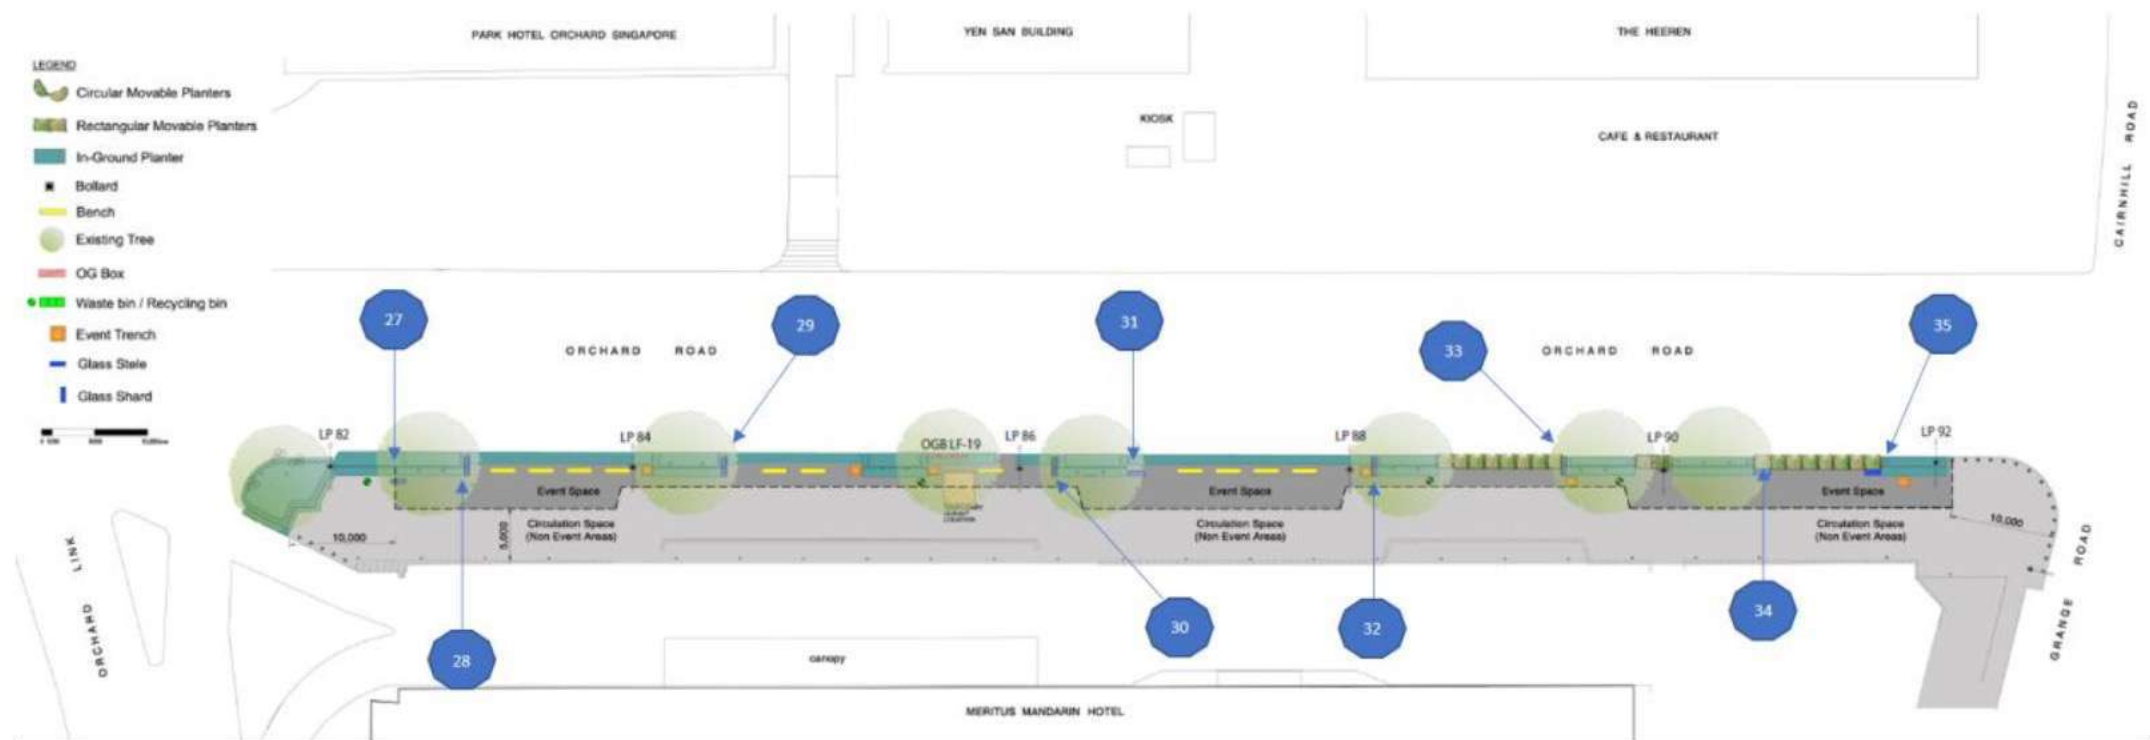 PARK HOTEL ORCHARD SINGAPORE
YEN SAN BUILDING
THE HEEREN
LEGEND
Circular Movable Planters
Rectangular Movable Planters
In-Ground Planter
Bollard
Bench
Existing Tree
OG Box
Waste bin / Recycling bin
Event Trench
Glass Stele
Glass Shard
KIOSK
CAFE & RESTAURANT
CAIRNHILL ROAD
27
29
31
33
35
ORCHARD ROAD
ORCHARD ROAD
LP 82
LP 84
OGB LF-19
LP 86
LP 88
LP 90
LP 92
Event Space
Event Space
Event Space
Circulation Space
(Non Event Areas)
Circulation Space
(Non Event Areas)
Circulation Space
(Non Event Areas)
10,000
5,000
10,000
ORCHARD LINK
GRANGE ROAD
28
30
32
34
canopy
MERITUS MANDARIN HOTEL